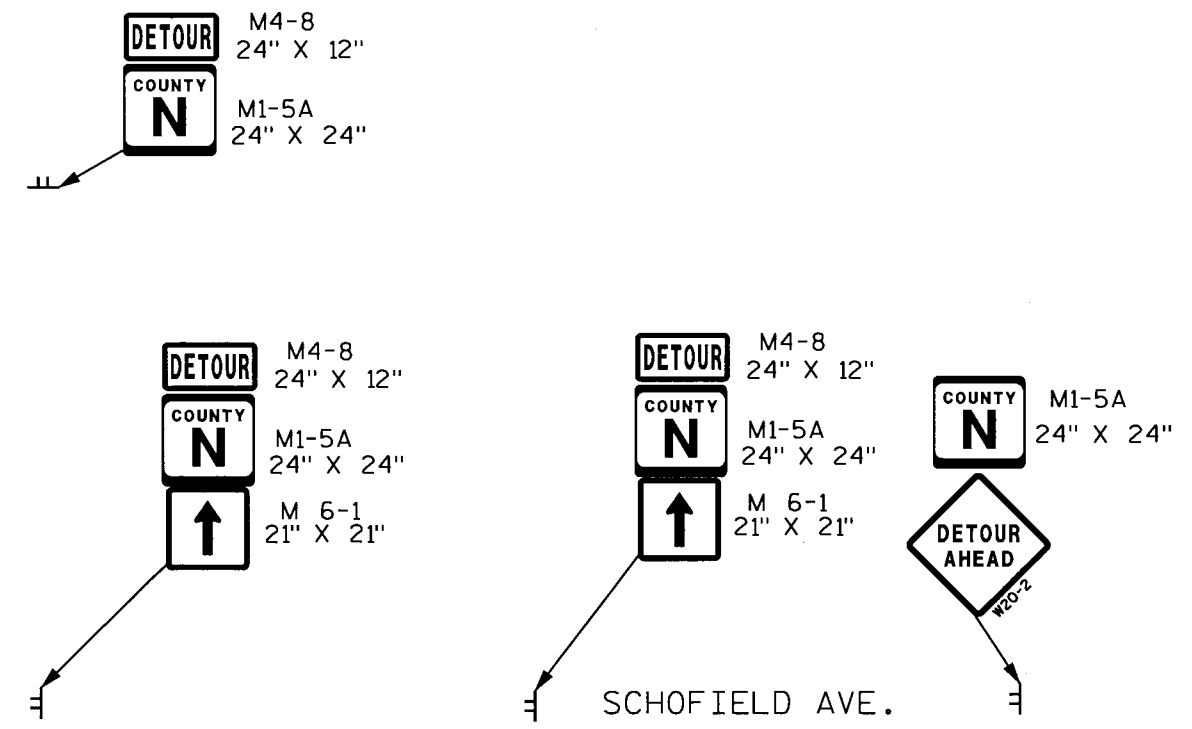 DETOUR
M4-8
24" X 12"
COUNTY
N
M1-5A
24" X 24"
DETOUR
M4-8
24" X 12"
COUNTY
N
M1-5A
24" X 24"
M 6-1
21" X 21"
DETOUR
M4-8
24" X 12"
COUNTY
N
M1-5A
24" X 24"
M 6-1
21" X 21"
COUNTY
N
M1-5A
24" X 24"
DETOUR
AHEAD
W20-2
SCHOFIELD AVE.